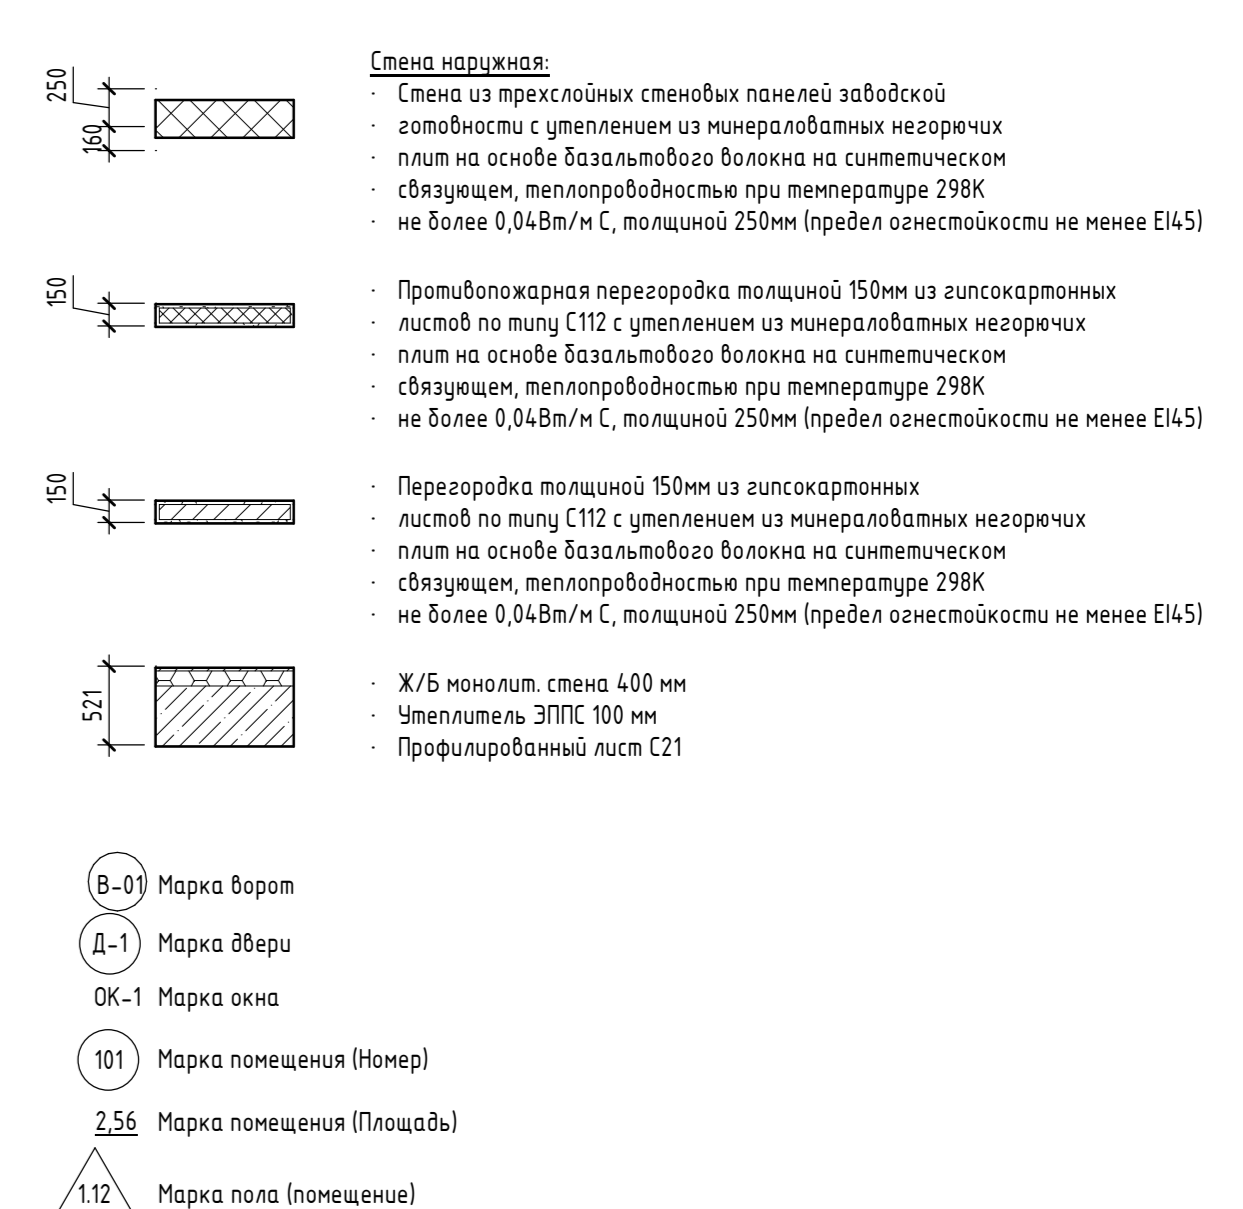 Стена наружная:
250
160
· Стена из трехслойных стеновых панелей заводской
· готовности с утеплением из минераловатных негорючих
· плит на основе базальтового волокна на синтетическом
· связующем, теплопроводностью при температуре 298К
· не более 0,04Вт/м С, толщиной 250мм (предел огнестойкости не менее EI45)
150
· Противопожарная перегородка толщиной 150мм из гипсокартонных
· листов по типу С112 с утеплением из минераловатных негорючих
· плит на основе базальтового волокна на синтетическом
· связующем, теплопроводностью при температуре 298К
· не более 0,04Вт/м С, толщиной 250мм (предел огнестойкости не менее EI45)
150
· Перегородка толщиной 150мм из гипсокартонных
· листов по типу С112 с утеплением из минераловатных негорючих
· плит на основе базальтового волокна на синтетическом
· связующем, теплопроводностью при температуре 298К
· не более 0,04Вт/м С, толщиной 250мм (предел огнестойкости не менее EI45)
521
· Ж/Б монолит. стена 400 мм
· Утеплитель ЭППС 100 мм
· Профилированный лист С21
В-01 Марка ворот
Д-1 Марка двери
ОК-1 Марка окна
101 Марка помещения (Номер)
2,56 Марка помещения (Площадь)
1.12 Марка пола (помещение)